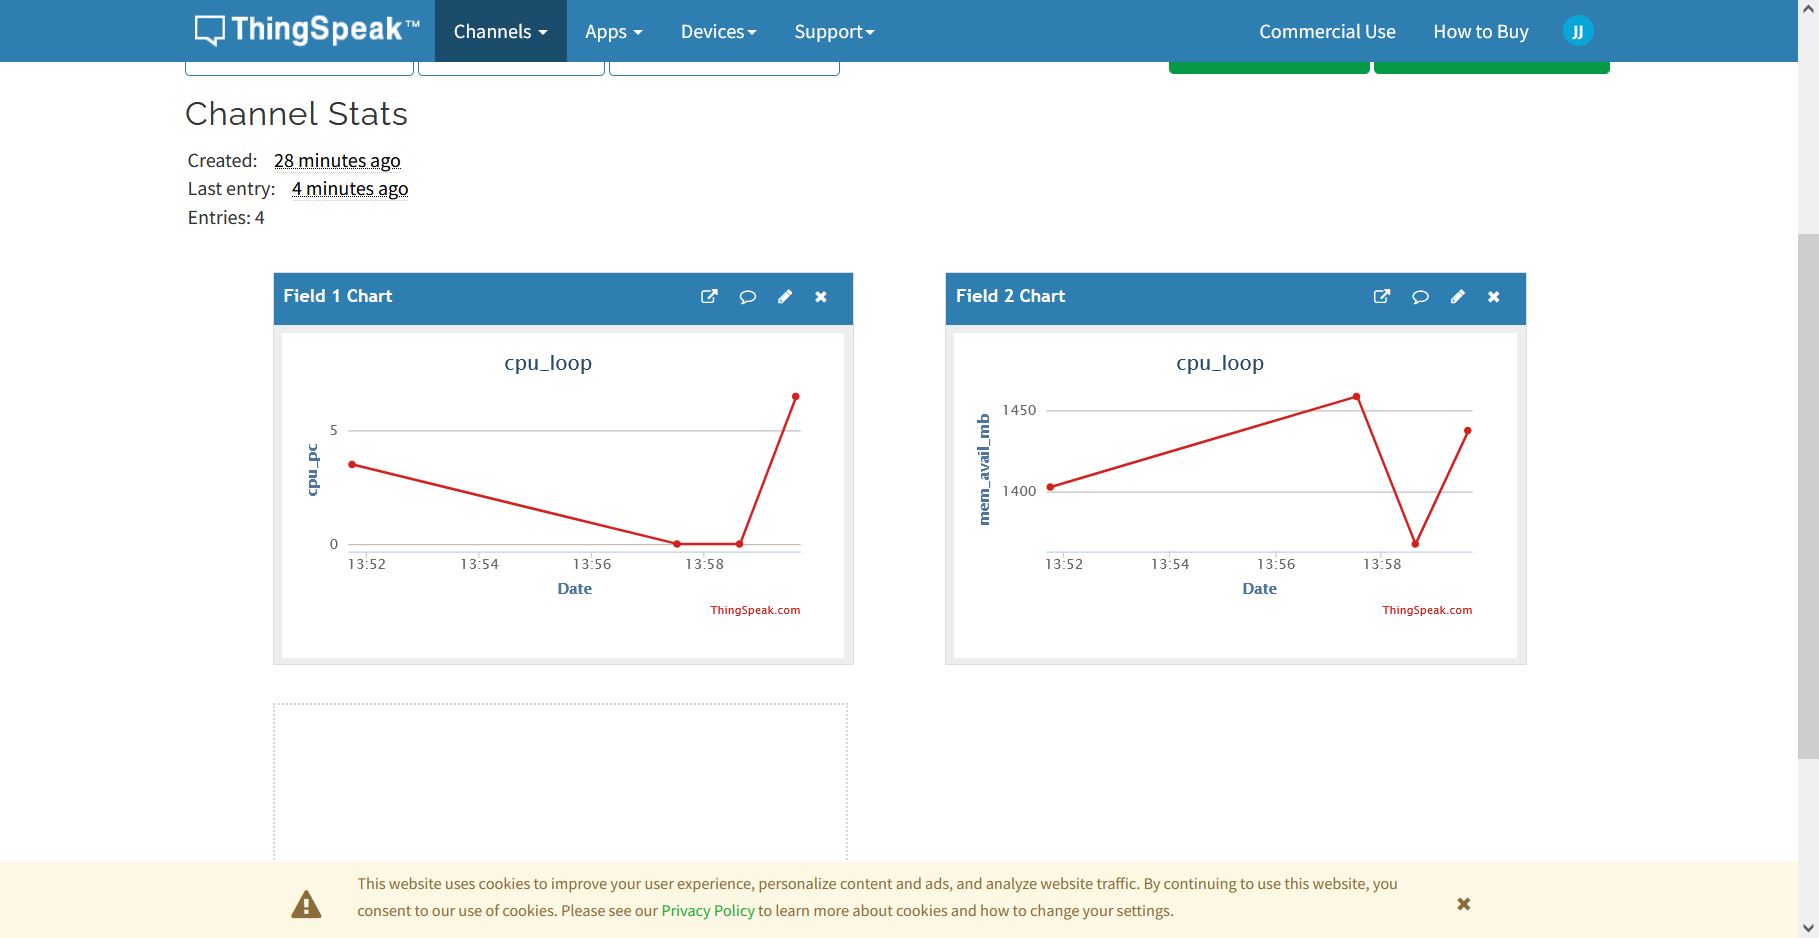 ThingSpeak™ Channels Apps Devices Support Commercial Use How to Buy JJ
Channel Stats
Created: 28 minutes ago
Last entry: 4 minutes ago
Entries: 4
Field 1 Chart
cpu_loop
cpu_pc
5
0
13:52 13:54 13:56 13:58
Date
ThingSpeak.com
Field 2 Chart
cpu_loop
mem_avail_mb
1450
1400
13:52 13:54 13:56 13:58
Date
ThingSpeak.com
This website uses cookies to improve your user experience, personalize content and ads, and analyze website traffic. By continuing to use this website, you
consent to our use of cookies. Please see our Privacy Policy to learn more about cookies and how to change your settings.